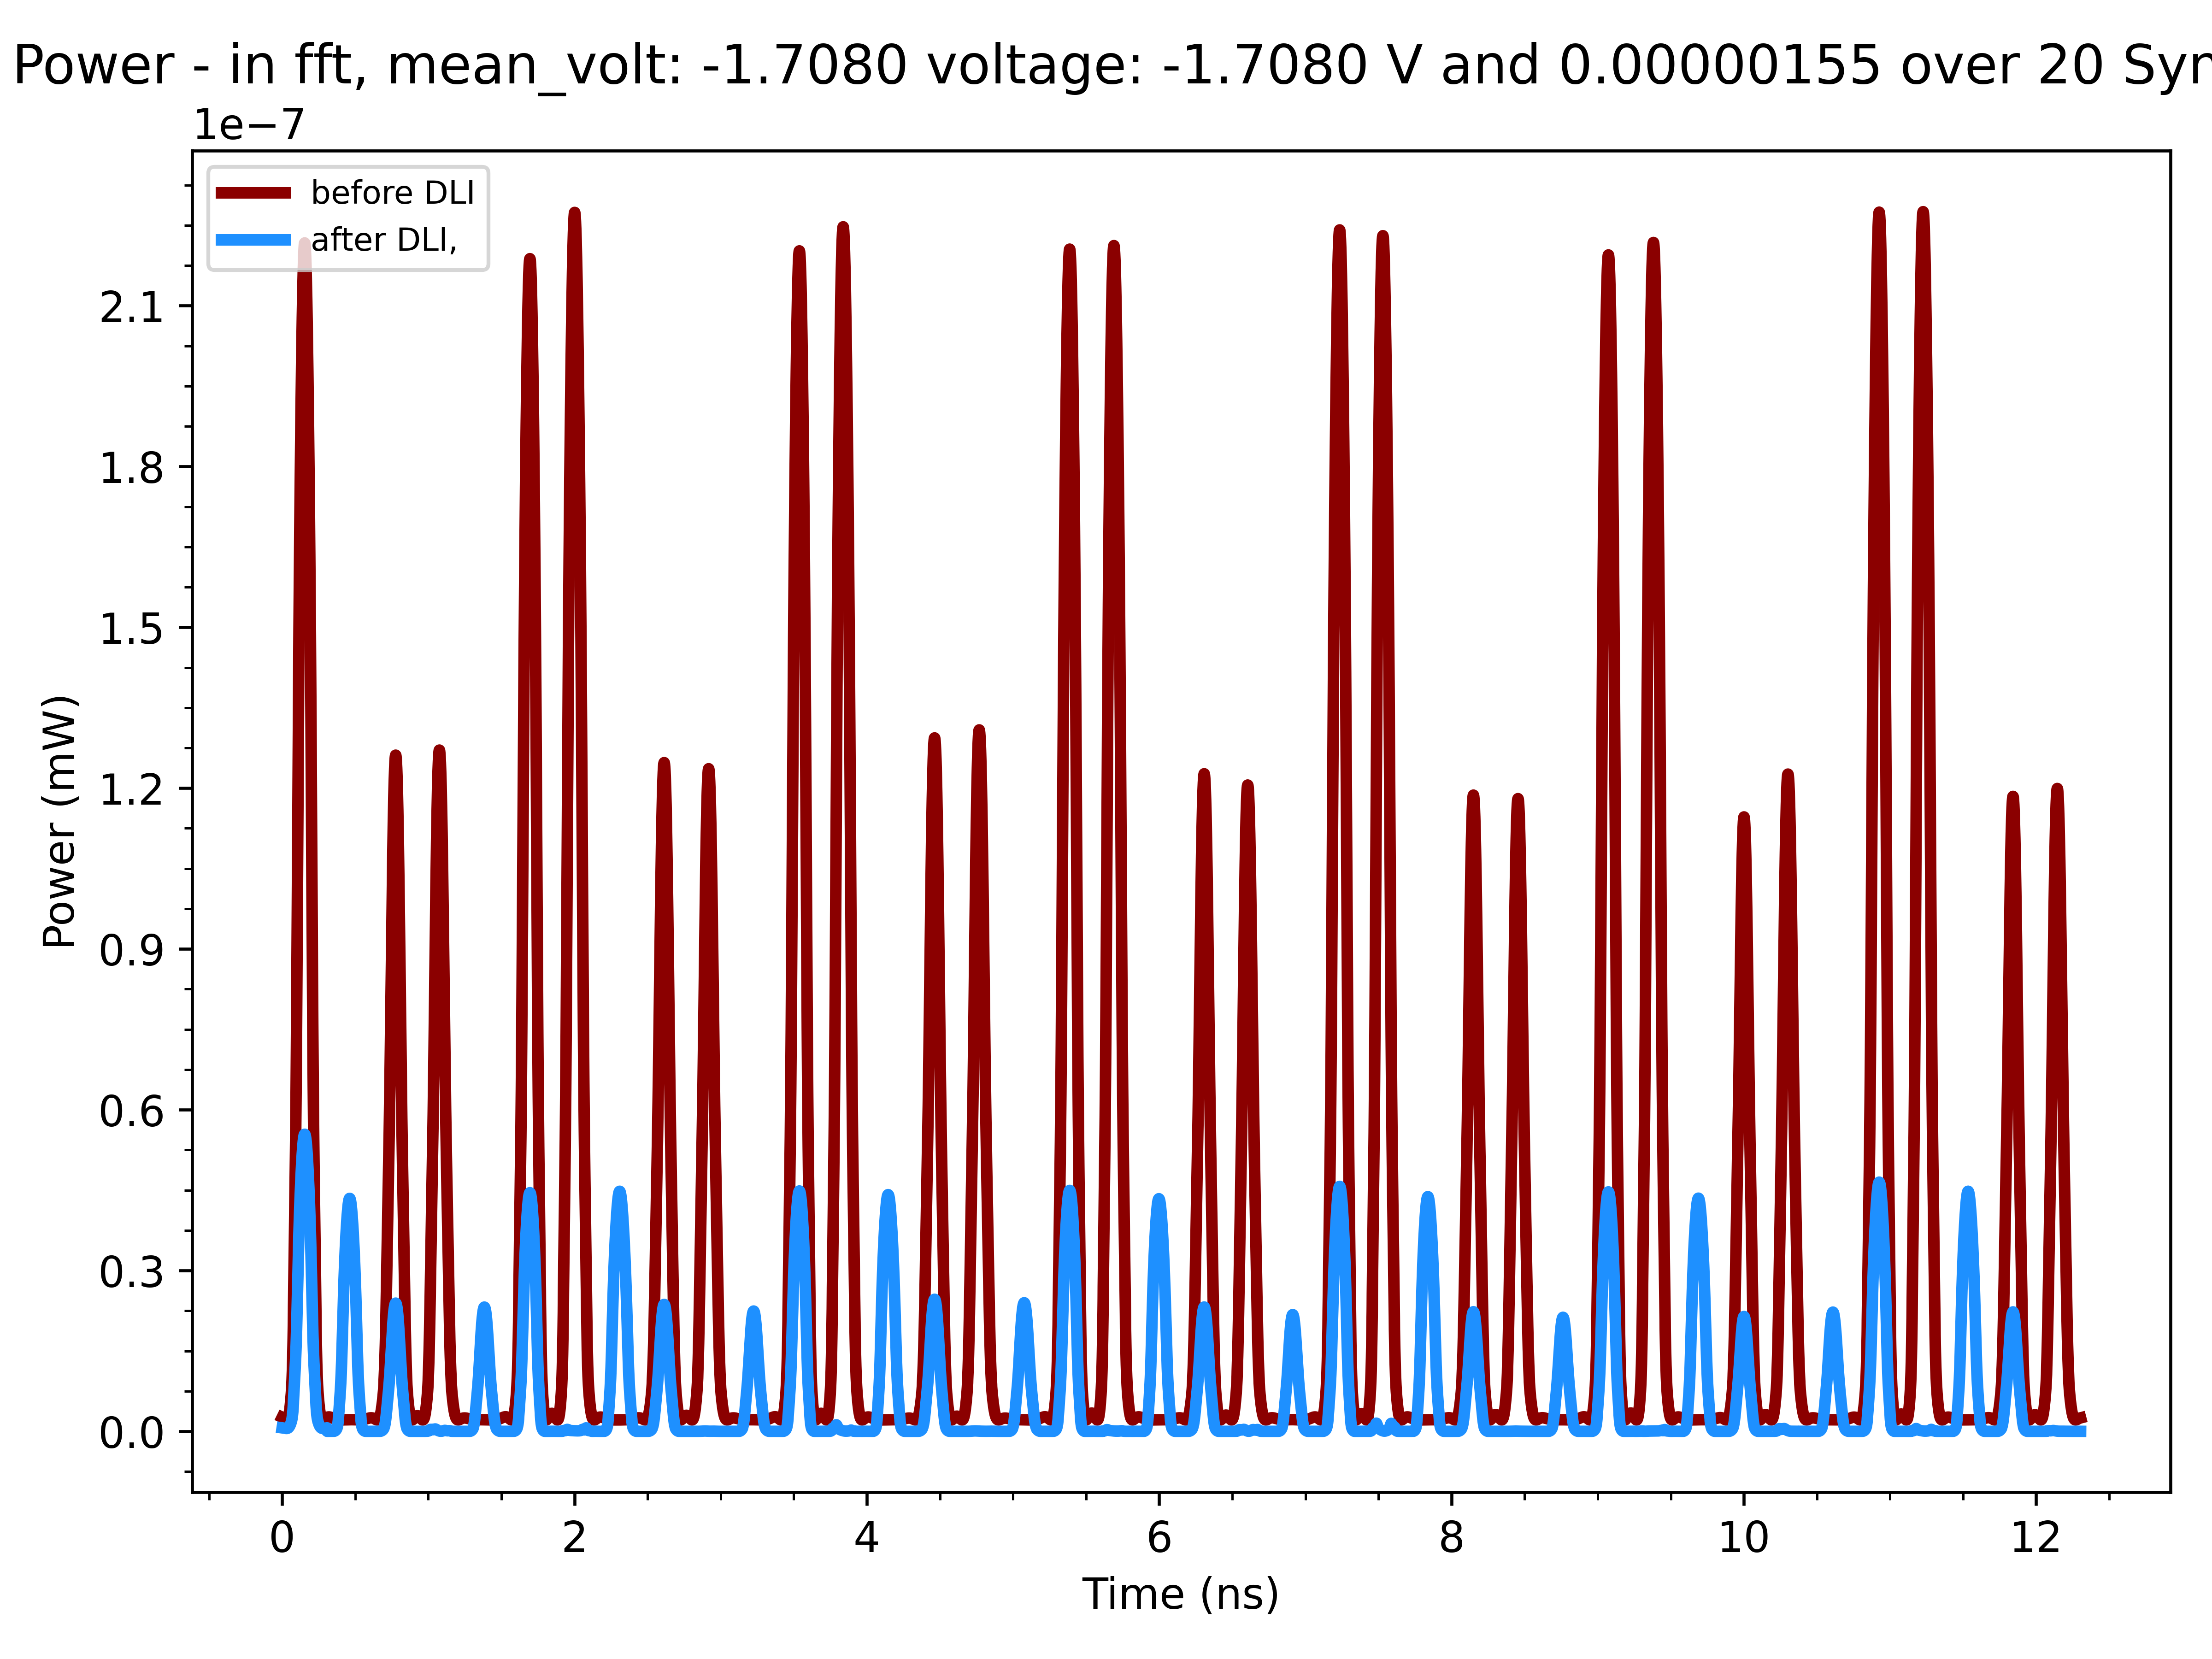 Power - in fft, mean_volt: -1.7080 voltage: -1.7080 V and 0.00000155 over 20
1e−7
before DLI
after DLI,
2.1
1.8
1.5
1.2
0.9
0.6
0.3
0.0
Power (mW)
0 2 4 6 8 10 12
Time (ns)